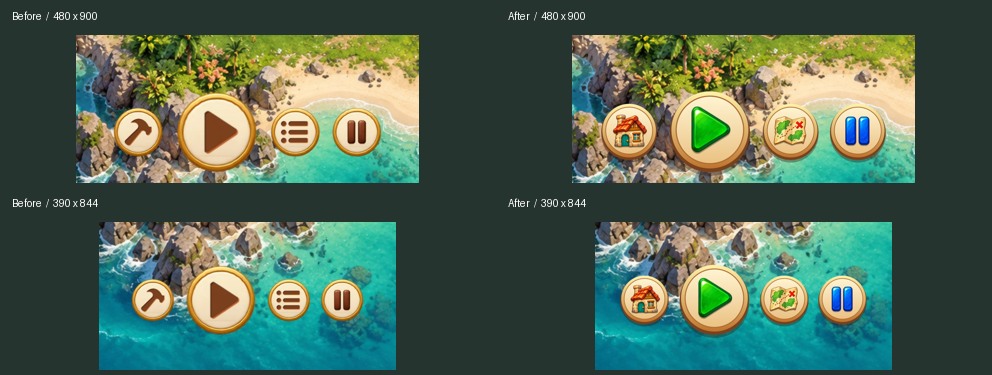 Before / 480 x 900
After / 480 x 900
Before / 390 x 844
After / 390 x 844